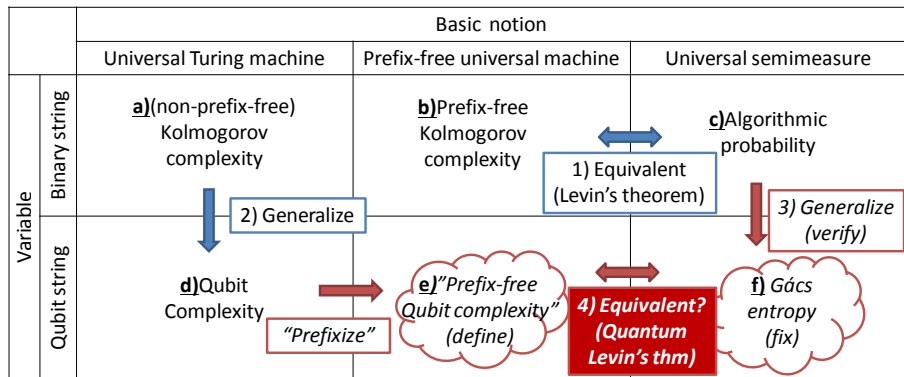 Basic notion
Universal Turing machine
Prefix-free universal machine
Universal semimeasure
Variable
Binary string
a)(non-prefix-free)
Kolmogorov
complexity
b)Prefix-free
Kolmogorov
complexity
c)Algorithmic
probability
1) Equivalent
(Levin's theorem)
2) Generalize
3) Generalize
(verify)
Qubit string
d)Qubit
Complexity
"Prefixize"
e)"Prefix-free
Qubit complexity"
(define)
4) Equivalent?
(Quantum
Levin's thm)
f) Gács
entropy
(fix)